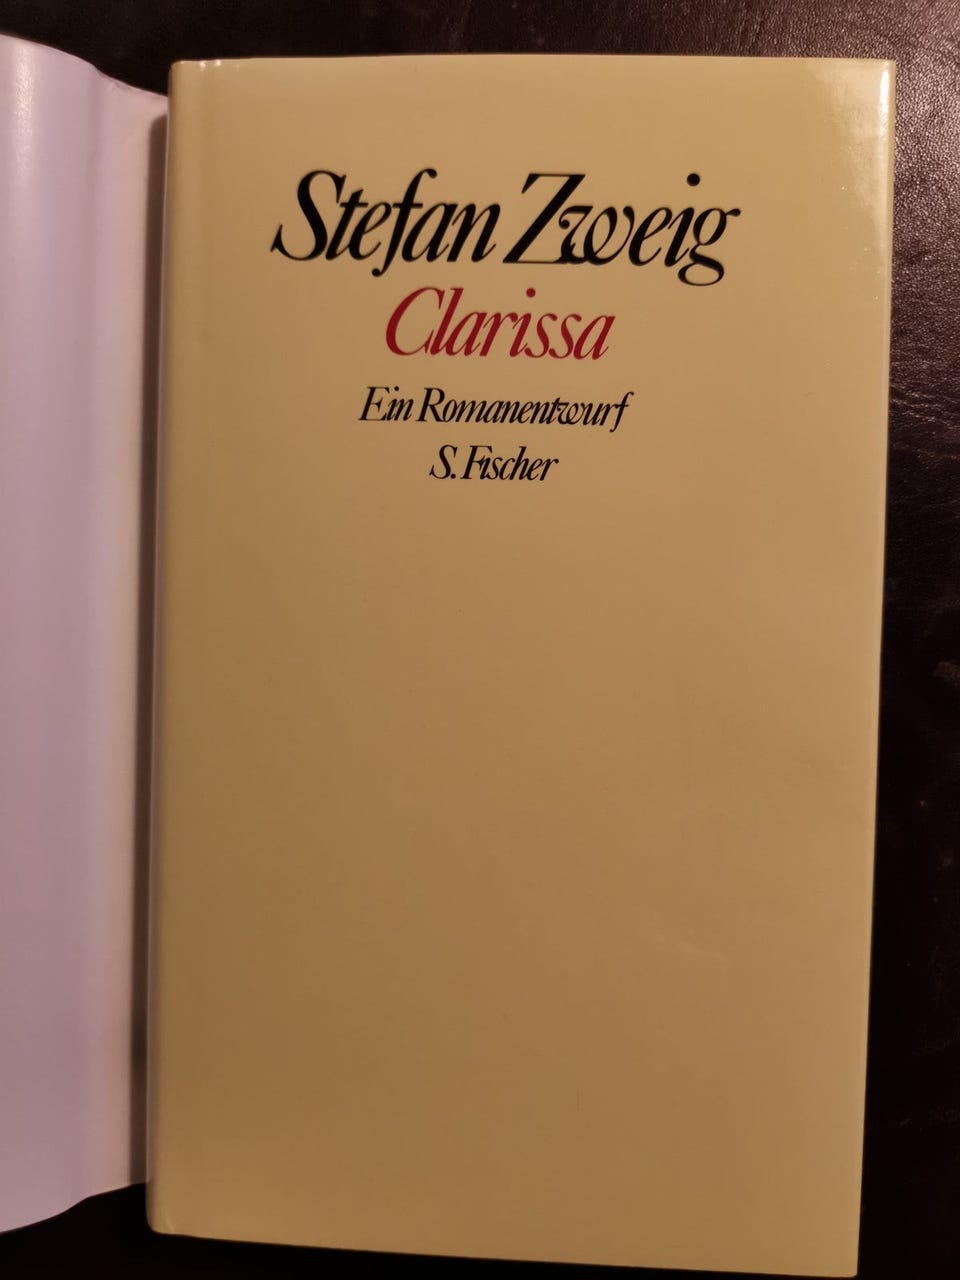 Stefan Zweig
Clarissa
Ein Romanentwurf
S. Fischer